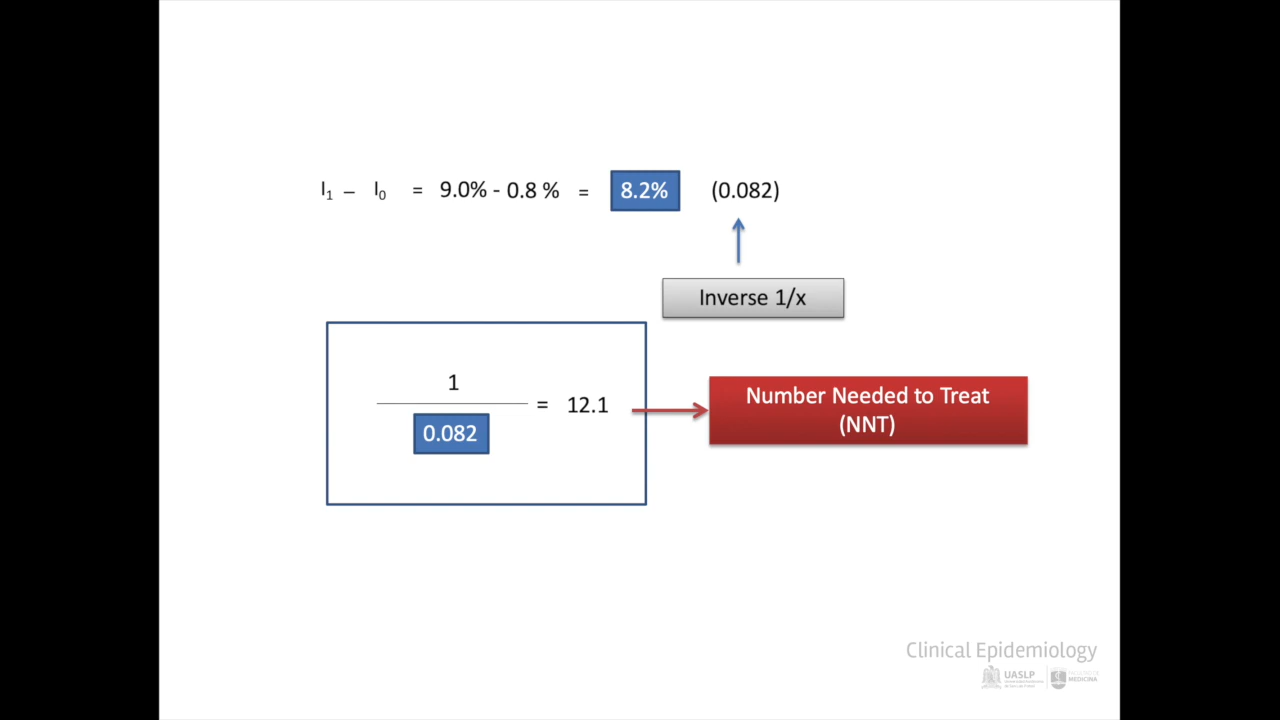 I₁ – I₀ = 9.0% - 0.8 % = 8.2% (0.082)
Inverse 1/x
1
0.082
= 12.1
Number Needed to Treat
(NNT)
Clinical Epidemiology
UASLP
MEDICINA